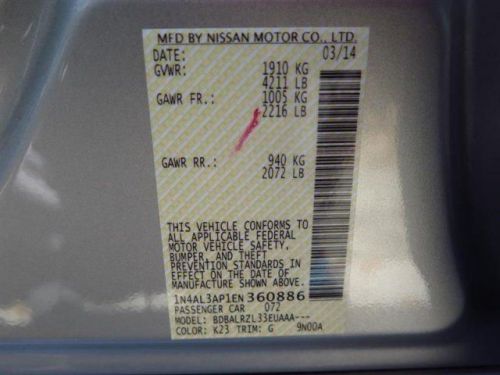 MFD BY NISSAN MOTOR CO., LTD.
DATE: 03/14
GVWR: 1910 KG
4211 LB
GAWR FR.: 1005 KG
2216 LB
GAWR RR.: 940 KG
2072 LB
THIS VEHICLE CONFORMS TO
ALL APPLICABLE FEDERAL
MOTOR VEHICLE SAFETY,
BUMPER, AND THEFT
PREVENTION STANDARDS
IN EFFECT ON THE DATE OF
MANUFACTURE SHOWN ABOVE.
1N4AL3AP1EN360886
PASSENGER CAR 072
MODEL: BDBALRZL33EUAAA---
COLOR: K23 TRIM: G 9N00A